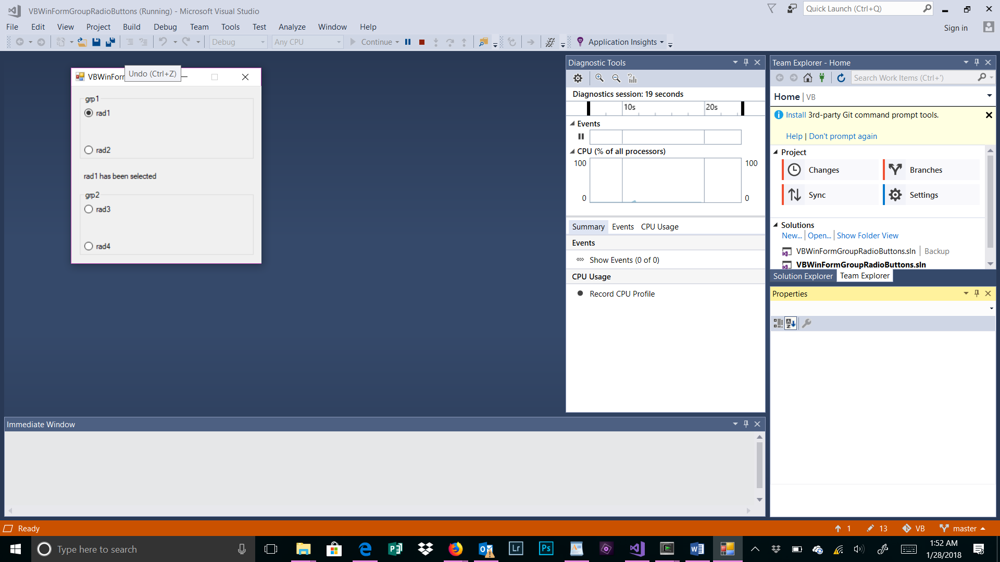 VBWinFormGroupRadioButtons (Running) - Microsoft Visual Studio
Quick Launch (Ctrl+Q)
File Edit View Project Build Debug Team Tools Test Analyze Window Help
Sign in
Debug Any CPU Continue Application Insights
VBWinForm
Undo (Ctrl+Z)
grp1
rad1
rad2
rad1 has been selected
grp2
rad3
rad4
Diagnostic Tools
Diagnostics session: 19 seconds
10s 20s
Events
CPU (% of all processors)
100 100
0 0
Summary Events CPU Usage
Events
Show Events (0 of 0)
CPU Usage
Record CPU Profile
Team Explorer - Home
Search Work Items (Ctrl+')
Home | VB
Install 3rd-party Git command prompt tools.
Help | Don't prompt again
Project
Changes Branches
Sync Settings
Solutions
New... Open... Show Folder View
VBWinFormGroupRadioButtons.sln Backup
VBWinFormGroupRadioButtons.sln
Solution Explorer Team Explorer
Properties
Immediate Window
Ready
1 13 VB master
Type here to search
Lr Ps
1:52 AM
1/28/2018